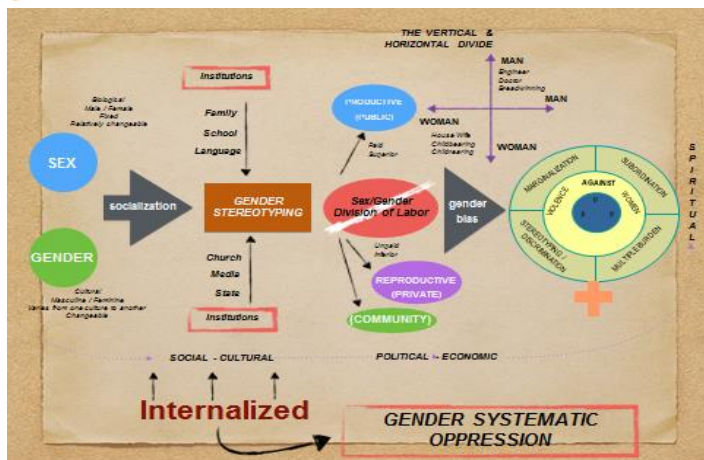 THE VERTICAL &
HORIZONTAL DIVIDE
MAN
Engineer
Doctor
Breadwinning
MAN
WOMAN
House Wife
Childbearing
Childrearing
WOMAN
Institutions
Family
School
Language
Biological
Male / Female
Fixed
Relatively changeable
SEX
GENDER
Cultural
Masculine / Feminine
Varies from one culture to another
Changeable
socialization
GENDER
STEREOTYPING
Church
Media
State
Institutions
PRODUCTIVE
(PUBLIC)
Paid
Superior
Sex/Gender
Division of Labor
Unpaid
Inferior
REPRODUCTIVE
(PRIVATE)
(COMMUNITY)
gender
bias
MARGINALIZATION
SUBORDINATION
VIOLENCE
AGAINST
WOMEN
STEREOTYPING /
DISCRIMINATION
MULTIPLE BURDEN
SPIRITUAL
SOCIAL - CULTURAL
POLITICAL - ECONOMIC
Internalized
GENDER SYSTEMATIC
OPPRESSION